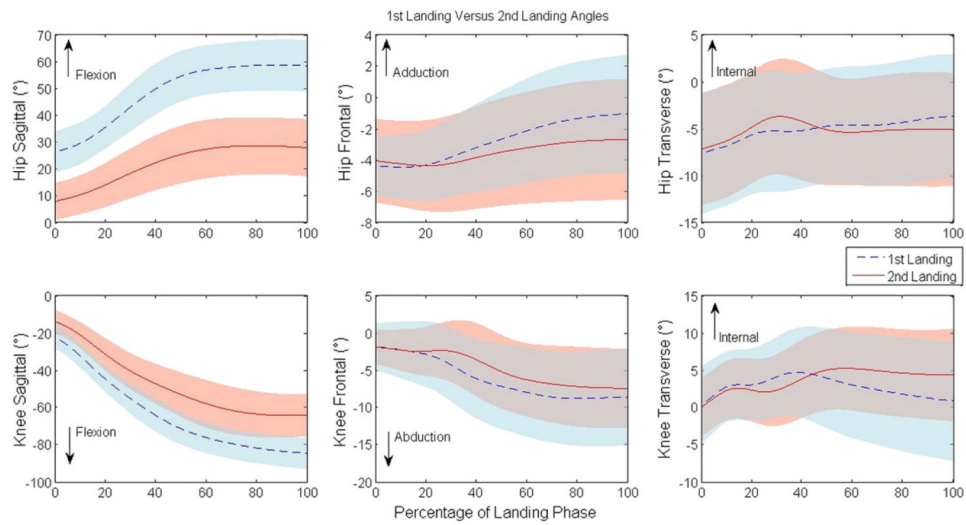 1st Landing Versus 2nd Landing Angles
70
60
50
40
30
20
10
0
Hip Sagittal (°)
Flexion
0 20 40 60 80 100
4
2
0
-2
-4
-6
-8
Hip Frontal (°)
Adduction
0 20 40 60 80 100
5
0
-5
-10
-15
Hip Transverse (°)
Internal
0 20 40 60 80 100
1st Landing
2nd Landing
-0
-20
-40
-60
-80
-100
Knee Sagittal (°)
Flexion
0 20 40 60 80 100
5
0
-5
-10
-15
-20
Knee Frontal (°)
Abduction
0 20 40 60 80 100
15
10
5
0
-5
-10
Knee Transverse (°)
Internal
0 20 40 60 80 100
Percentage of Landing Phase